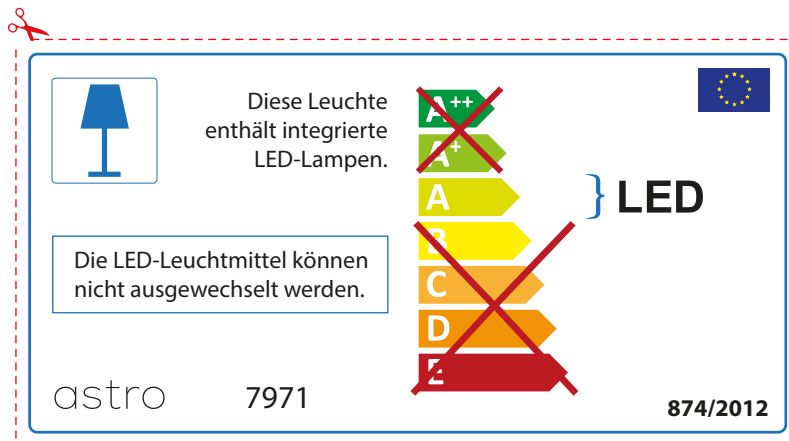 Diese Leuchte
enthält integrierte
LED-Lampen.
Die LED-Leuchtmittel können
nicht ausgewechselt werden.
A++
A+
A
B
C
D
E
LED
astro
7971
874/2012